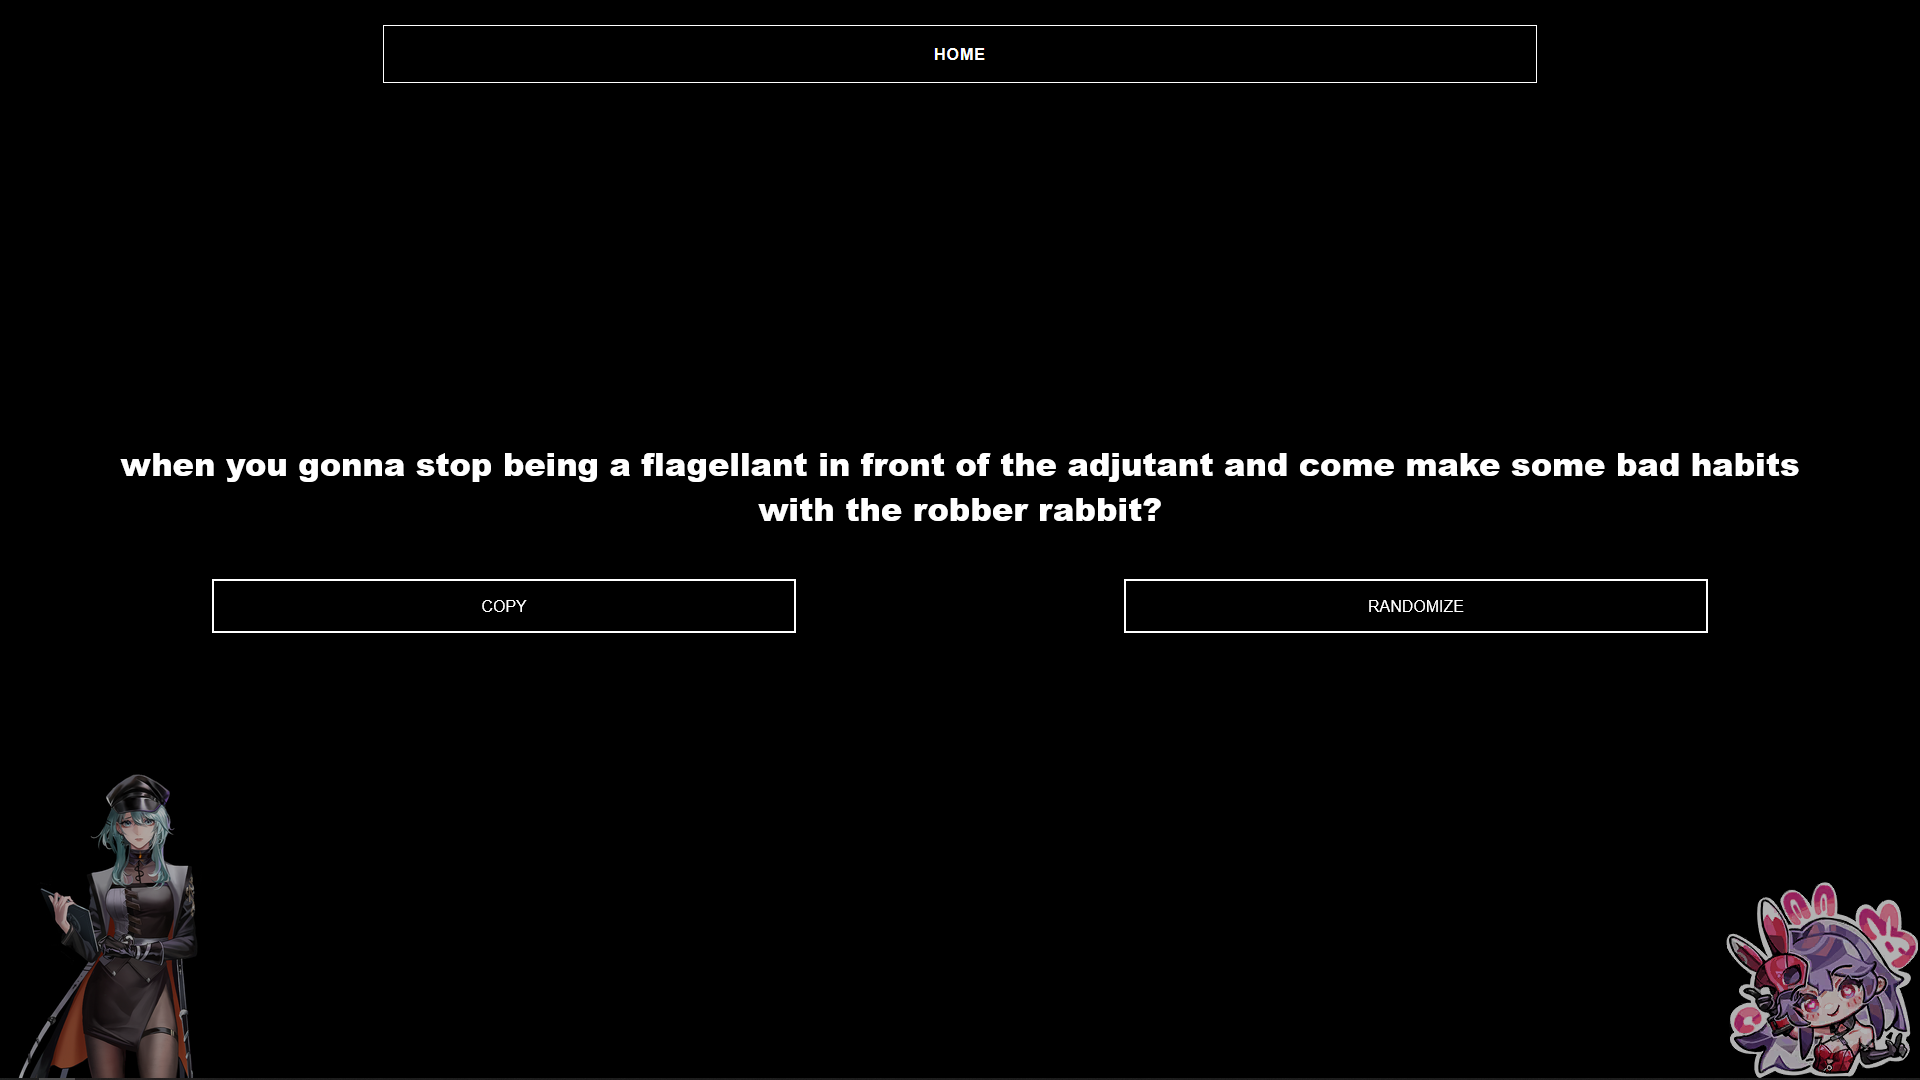 HOME
when you gonna stop being a flagellant in front of the adjutant and come make some bad habits
with the robber rabbit?
COPY
RANDOMIZE